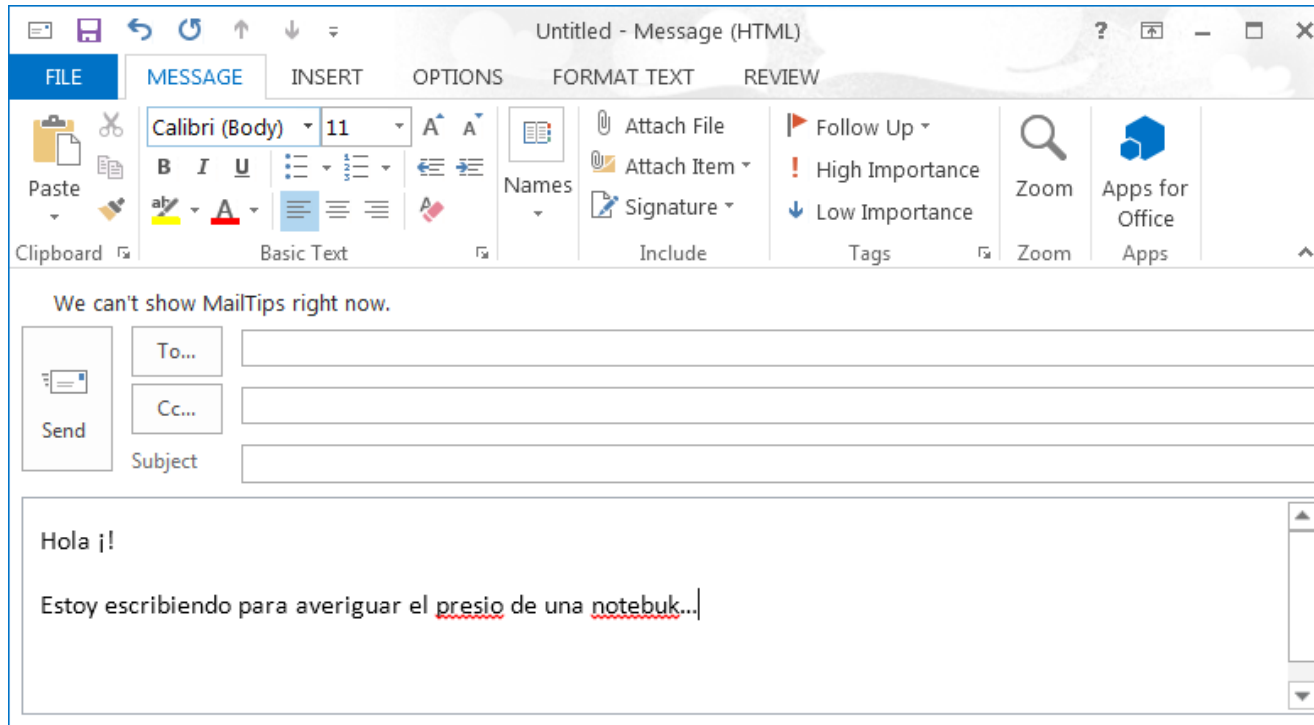 Untitled - Message (HTML) ?
FILE MESSAGE INSERT OPTIONS FORMAT TEXT REVIEW
Calibri (Body) 11 A A Attach File Follow Up
B I U Attach Item High Importance
Paste Names Zoom Apps for
ab A A Signature Low Importance Office
Clipboard Basic Text Include Tags Zoom Apps
We can't show MailTips right now.
To...
Cc...
Send
Subject
Hola ¡!
Estoy escribiendo para averiguar el presio de una notebuk...